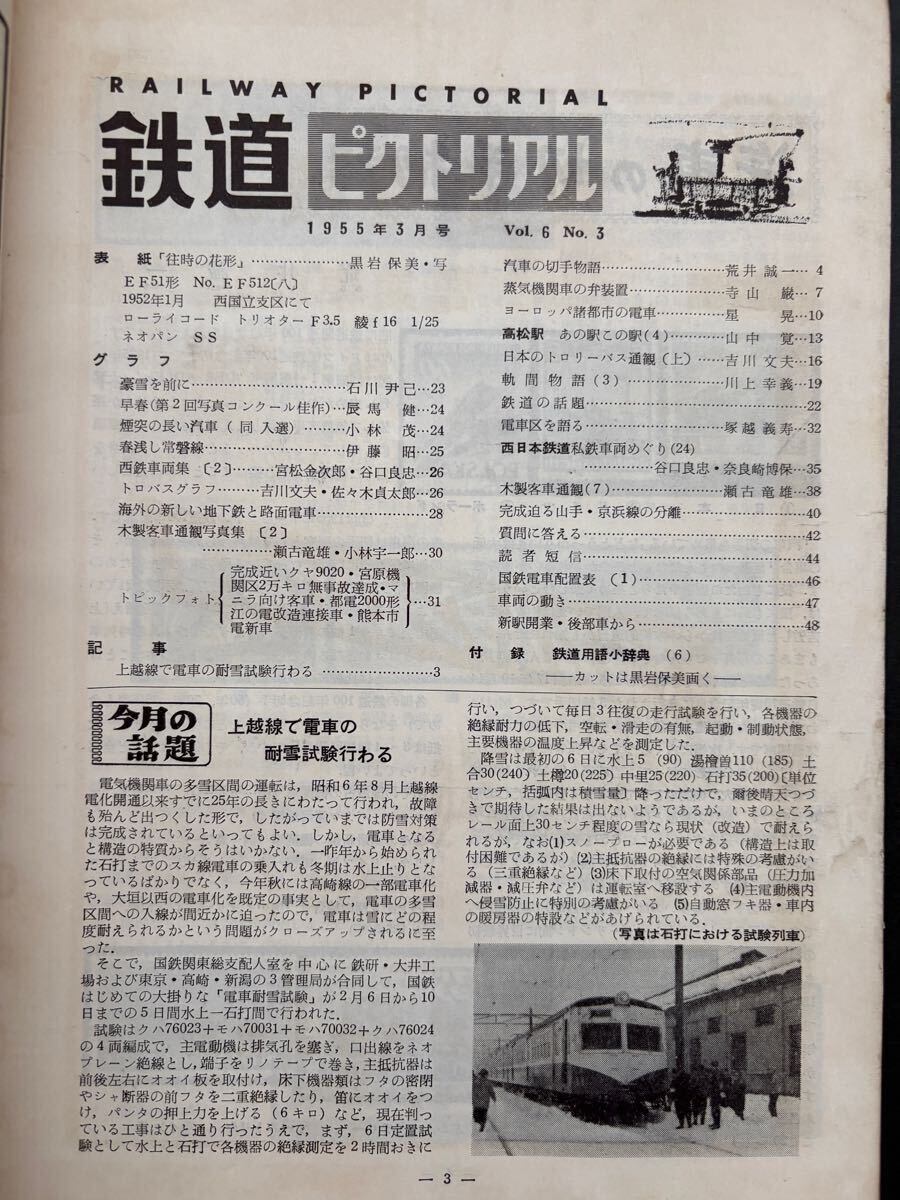 RAILWAY PICTORIAL
鉄道ピクトリアル
1955年3月号 Vol. 6 No. 3
表紙「往時の花形」…………………黒岩保美・写
EF51形 No. EF512〔八〕
1952年1月 西国立支区にて
ローライコード トリオター F3.5 綾f16 1/25
ネオパン SS
グラフ
豪雪を前に……………………………石川尹己…23
早春(第2回写真コンクール佳作)…辰馬 健…24
煙突の長い汽車(同入選)…………小林 茂…24
春浅し常磐線…………………………伊藤 昭…25
西鉄車両集〔2〕………宮松金次郎・谷口良忠…26
トロバスグラフ………吉川文夫・佐々木貞太郎…26
海外の新しい地下鉄と路面電車…………………28
木製客車通観写真集〔2〕
…………瀬古竜雄・小林宇一郎…30
トピックフォト{完成近いクヤ9020・宮原機
関区2万キロ無事故達成・マ
ニラ向け客車・都電2000形
江の電改造連接車・熊本市
電新車}…31
記事
上越線で電車の耐雪試験行わる…………………3
汽車の切手物語…………………………荒井誠一…4
蒸気機関車の弁装置……………………寺山 巌…7
ヨーロッパ諸都市の電車………………星 晃…10
高松駅 あの駅この駅(4)……………山中 覚…13
日本のトロリーバス通観(上)………吉川文夫…16
軌間物語(3)…………………………川上幸義…19
鉄道の話題…………………………………………22
電車区を語る……………………………塚越義寿…32
西日本鉄道私鉄車両めぐり(24)
……………谷口良忠・奈良崎博保…35
木製客車通観(7)……………………瀬古竜雄…38
完成迫る山手・京浜線の分離……………………40
質問に答える………………………………………42
読者短信……………………………………………44
国鉄電車配置表(1)……………………………46
車両の動き…………………………………………47
新駅開業・後部車から……………………………48
付録 鉄道用語小辞典(6)
――カットは黒岩保美画く――
今月の
話題
上越線で電車の
耐雪試験行わる
電気機関車の多雪区間の運転は,昭和6年8月上越線
電化開通以来すでに25年の長きにわたって行われ,故障
も殆んど出つくした形で,したがっていまでは防雪対策
は完成されているといってもよい.しかし,電車となる
と構造の特質からそうはいかない.一昨年から始められ
た石打までのスカ線電車の乗入れも冬期は水上止りとな
っているばかりでなく,今年秋には高崎線の一部電車化
や,大垣以西の電車化を既定の事実として,電車の多雪
区間への入線が間近かに迫ったので,電車は雪にどの程
度耐えられるかという問題がクローズアップされるに至
った.
そこで,国鉄関東総支配人室を中心に鉄研・大井工
場および東京・高崎・新潟の3管理局が合同して,国鉄
はじめての大掛りな「電車耐雪試験」が2月6日から10
日までの5日間水上―石打間で行われた.
試験はクハ76023+モハ70031+モハ70032+クハ76024
の4両編成で,主電動機は排気孔を塞ぎ,口出線をネオ
プレーン絶縁とし,端子をリノテープで巻き,主抵抗器は
前後左右にオオイ板を取付け,床下機器類はフタの密閉
やシャ断器の前フタを二重絶縁したり,笛にオオイをつ
け,パンタの押上力を上げる(6キロ)など,現在判っ
ている工事はひと通り行ったうえで,まず,6日定置試
験として水上と石打で各機器の絶縁測定を2時間おきに
行い,つづいて毎日3往復の走行試験を行い,各機器の
絶縁耐力の低下,空転・滑走の有無,起動・制動状態,
主要機器の温度上昇などを測定した.
降雪は最初の6日に水上5(90)湯檜曽110(185)土
合30(240)土樽20(225)中里25(220)石打35(200)〔単位
センチ,括弧内は積雪量〕降っただけで,爾後晴天つづ
きで期待した結果は出ないようであるが,いまのところ
レール面上30センチ程度の雪なら現状(改造)で耐えら
れるが,なお(1)スノープローが必要である(構造上は取
付困難であるが)(2)主抵抗器の絶縁には特殊の考慮がい
る(三重絶縁など)(3)床下取付の空気関係部品(圧力加
減器・減圧弁など)は運転室へ移設する (4)主電動機内
へ侵雪防止に特別の考慮がいる (5)自動窓フキ器・車内
の暖房器の特設などがあげられている.
(写真は石打における試験列車)
― 3 ―